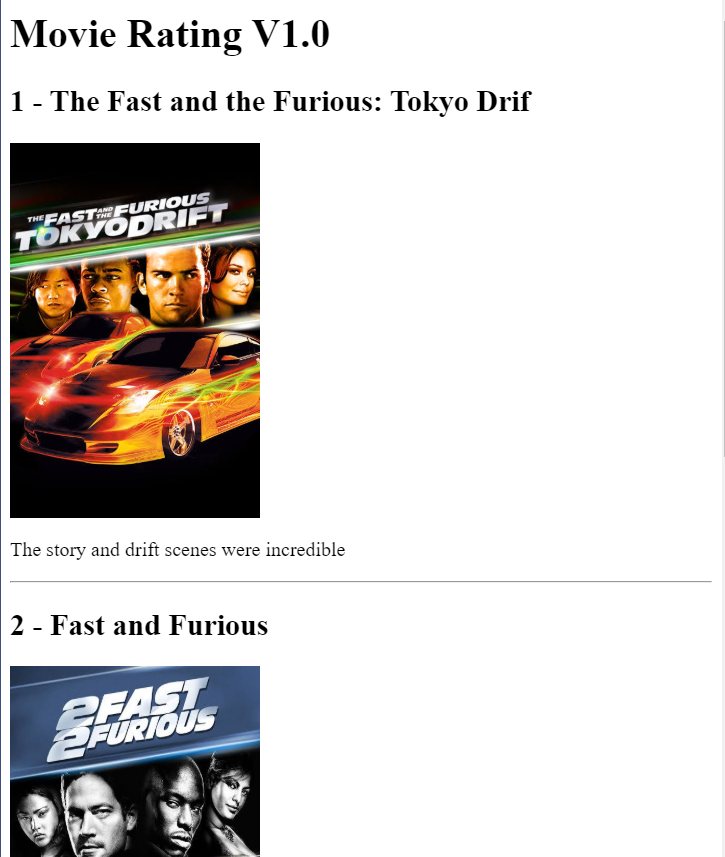 Movie Rating V1.0
1 - The Fast and the Furious: Tokyo Drif
THE FAST AND THE FURIOUS
TOKYO DRIFT
The story and drift scenes were incredible
2 - Fast and Furious
2 FAST
2 FURIOUS